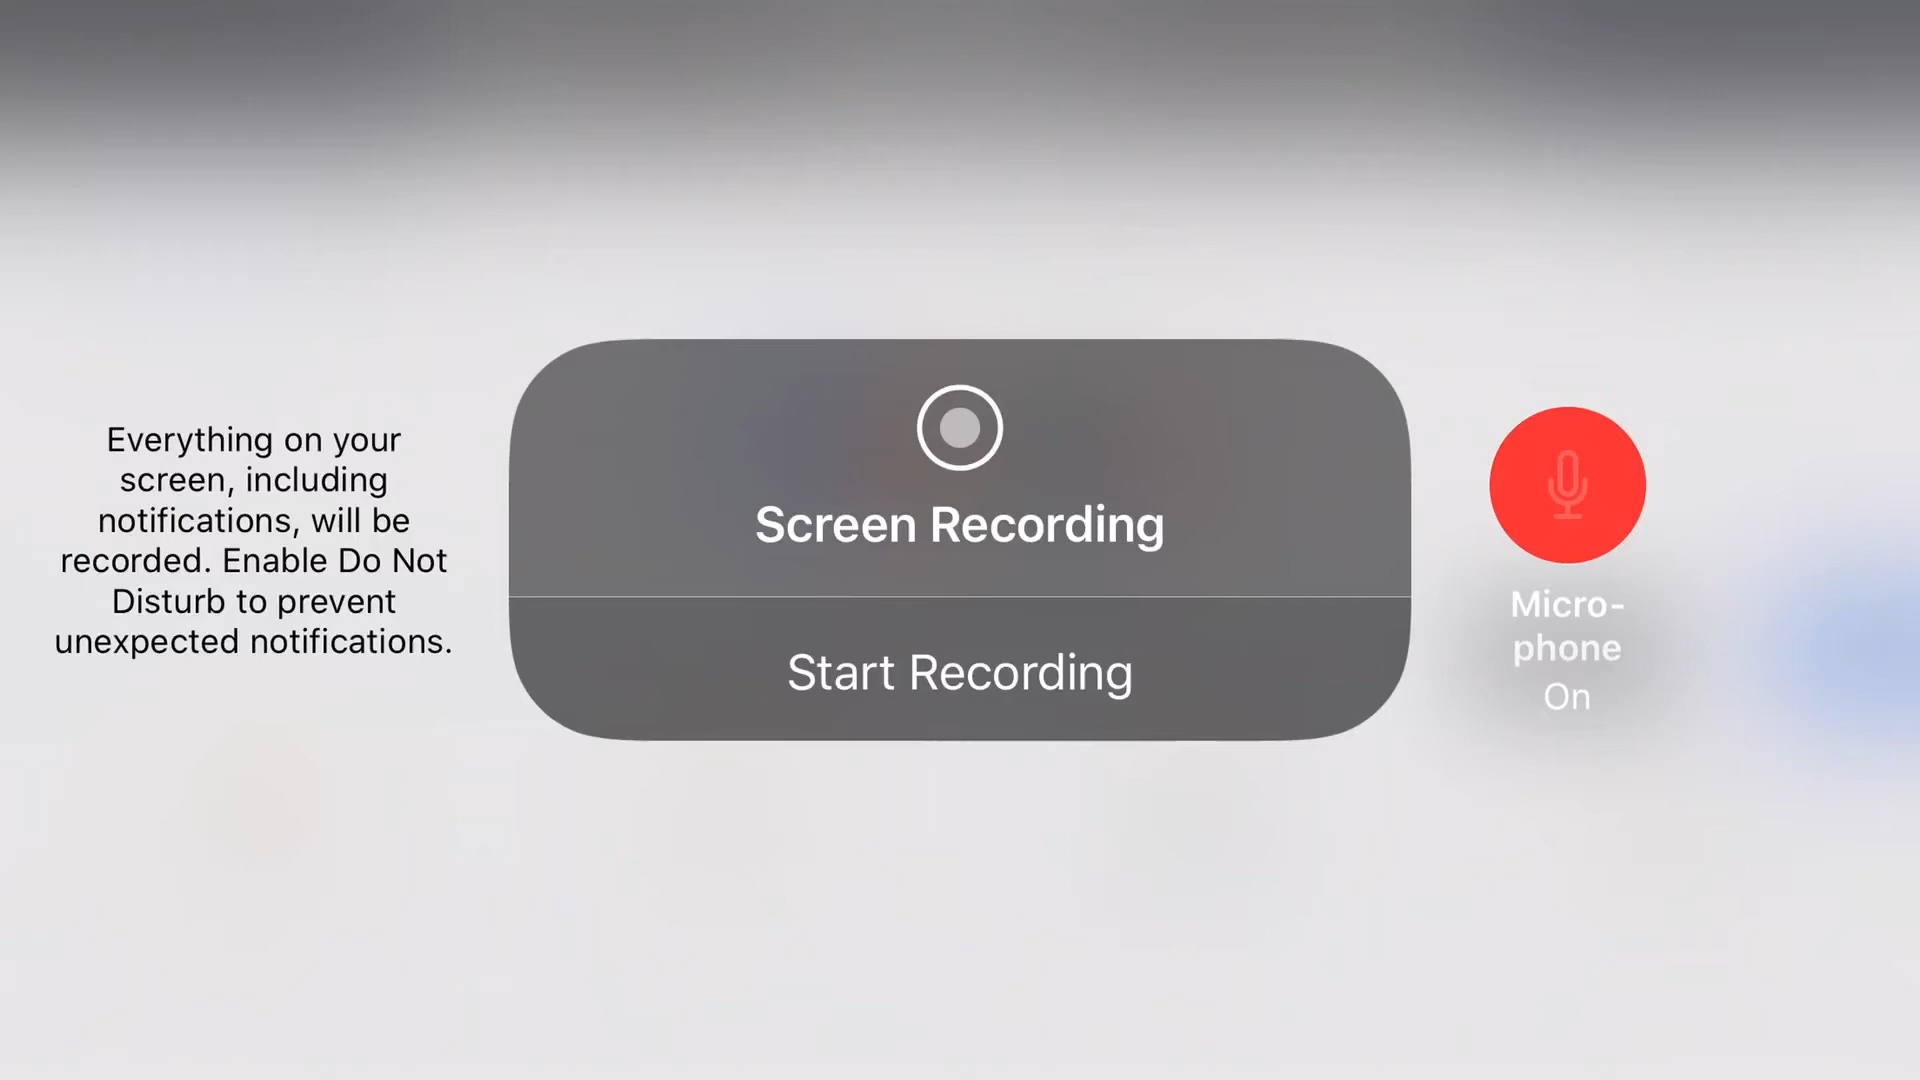 Everything on your
screen, including
notifications, will be
recorded. Enable Do Not
Disturb to prevent
unexpected notifications.
Screen Recording
Start Recording
Micro-
phone
On